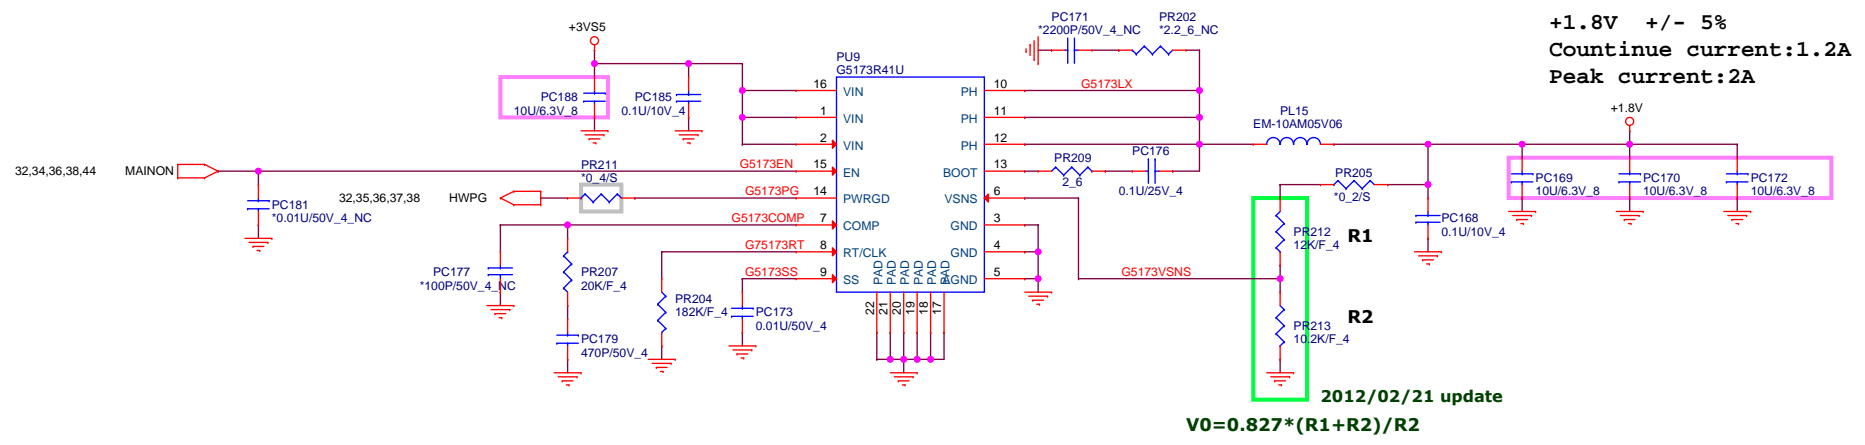 +1.8V +/- 5%
Countinue current:1.2A
Peak current:2A
+3VS5
PC171
*2200P/50V_4_NC
PR202
*2.2_6_NC
PU9
G5173R41U
PC188
10U/6.3V_8
PC185
0.1U/10V_4
16 VIN
1 VIN
2 VIN
15 EN
14 PWRGD
7 COMP
8 RT/CLK
9 SS
PH 10
PH 11
PH 12
BOOT 13
VSNS 6
GND 3
GND 4
AGND 5
PAD PAD PAD PAD PAD PAD
22 21 20 19 18 17
G5173LX
PL15
EM-10AM05V06
+1.8V
32,34,36,38,44 MAINON
G5173EN
PC181
*0.01U/50V_4_NC
PR211
*0_4/S
32,35,36,37,38 HWPG
G5173PG
G5173COMP
G75173RT
G5173SS
PC177
*100P/50V_4_NC
PR207
20K/F_4
PC179
470P/50V_4
PR204
182K/F_4
PC173
0.01U/50V_4
PR209
2_6
PC176
0.1U/25V_4
PR205
*0_2/S
PC169
10U/6.3V_8
PC170
10U/6.3V_8
PC172
10U/6.3V_8
PC168
0.1U/10V_4
G5173VSNS
PR212
12K/F_4
R1
PR213
10.2K/F_4
R2
2012/02/21 update
V0=0.827*(R1+R2)/R2